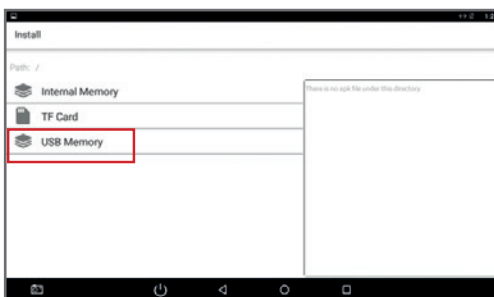 Install
Path: /
Internal Memory
There is no apk file under this directory
TF Card
USB Memory